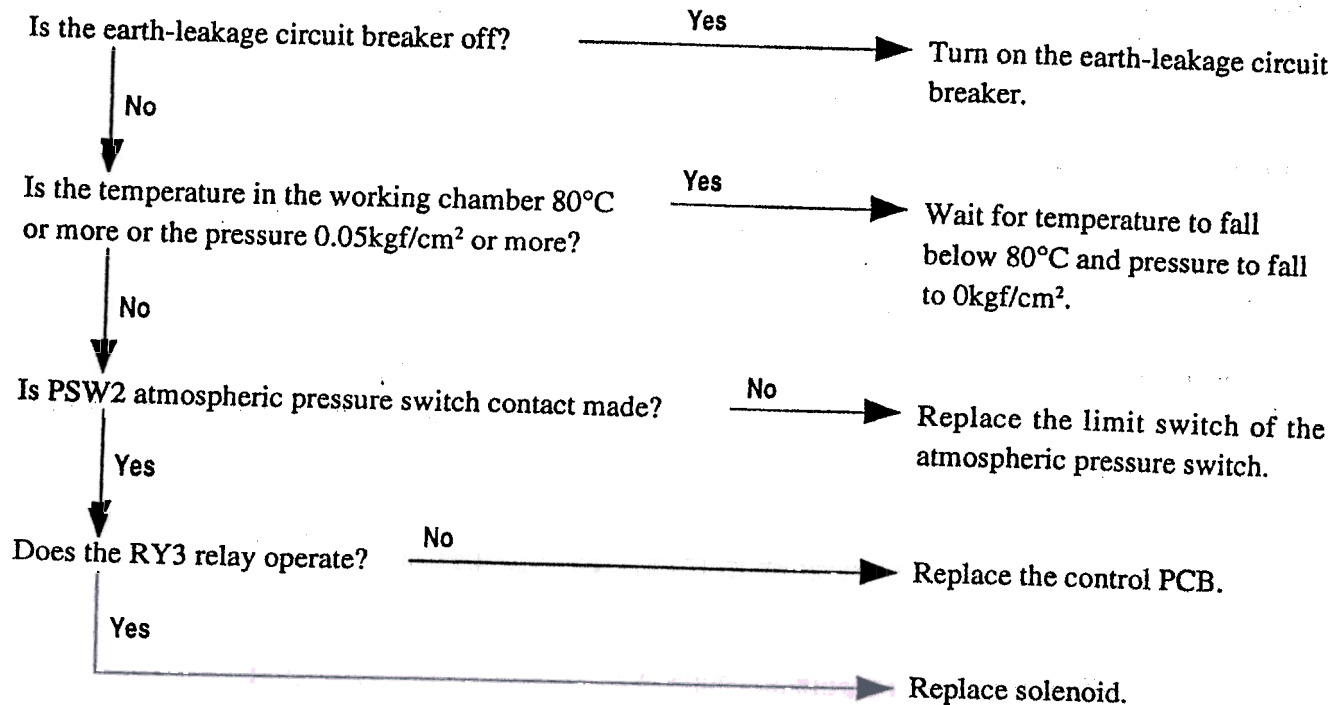 Is the earth-leakage circuit breaker off?
Yes
Turn on the earth-leakage circuit
breaker.
No
Is the temperature in the working chamber 80°C
or more or the pressure 0.05kgf/cm² or more?
Yes
Wait for temperature to fall
below 80°C and pressure to fall
to 0kgf/cm².
No
Is PSW2 atmospheric pressure switch contact made?
No
Replace the limit switch of the
atmospheric pressure switch.
Yes
Does the RY3 relay operate?
No
Replace the control PCB.
Yes
Replace solenoid.